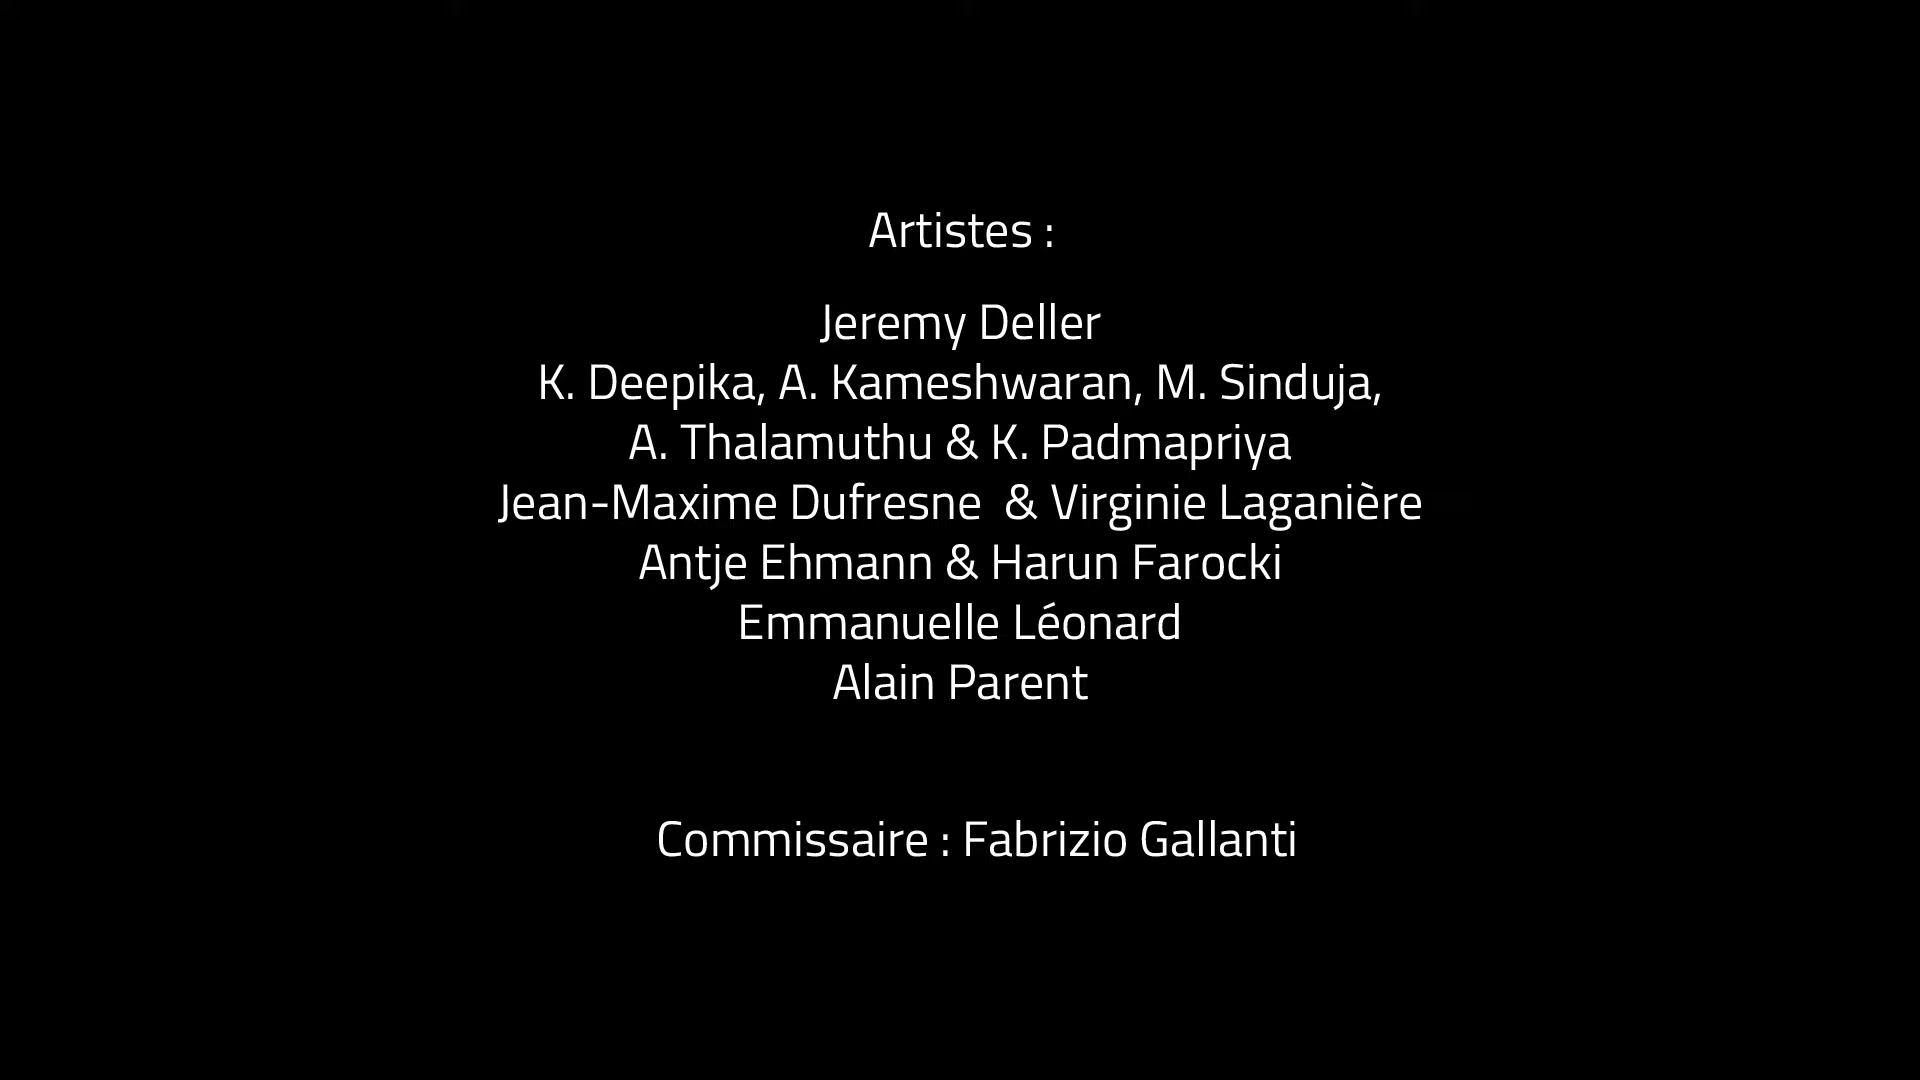 Artistes :
Jeremy Deller
K. Deepika, A. Kameshwaran, M. Sinduja,
A. Thalamuthu & K. Padmapriya
Jean-Maxime Dufresne  & Virginie Laganière
Antje Ehmann & Harun Farocki
Emmanuelle Léonard
Alain Parent
Commissaire : Fabrizio Gallanti